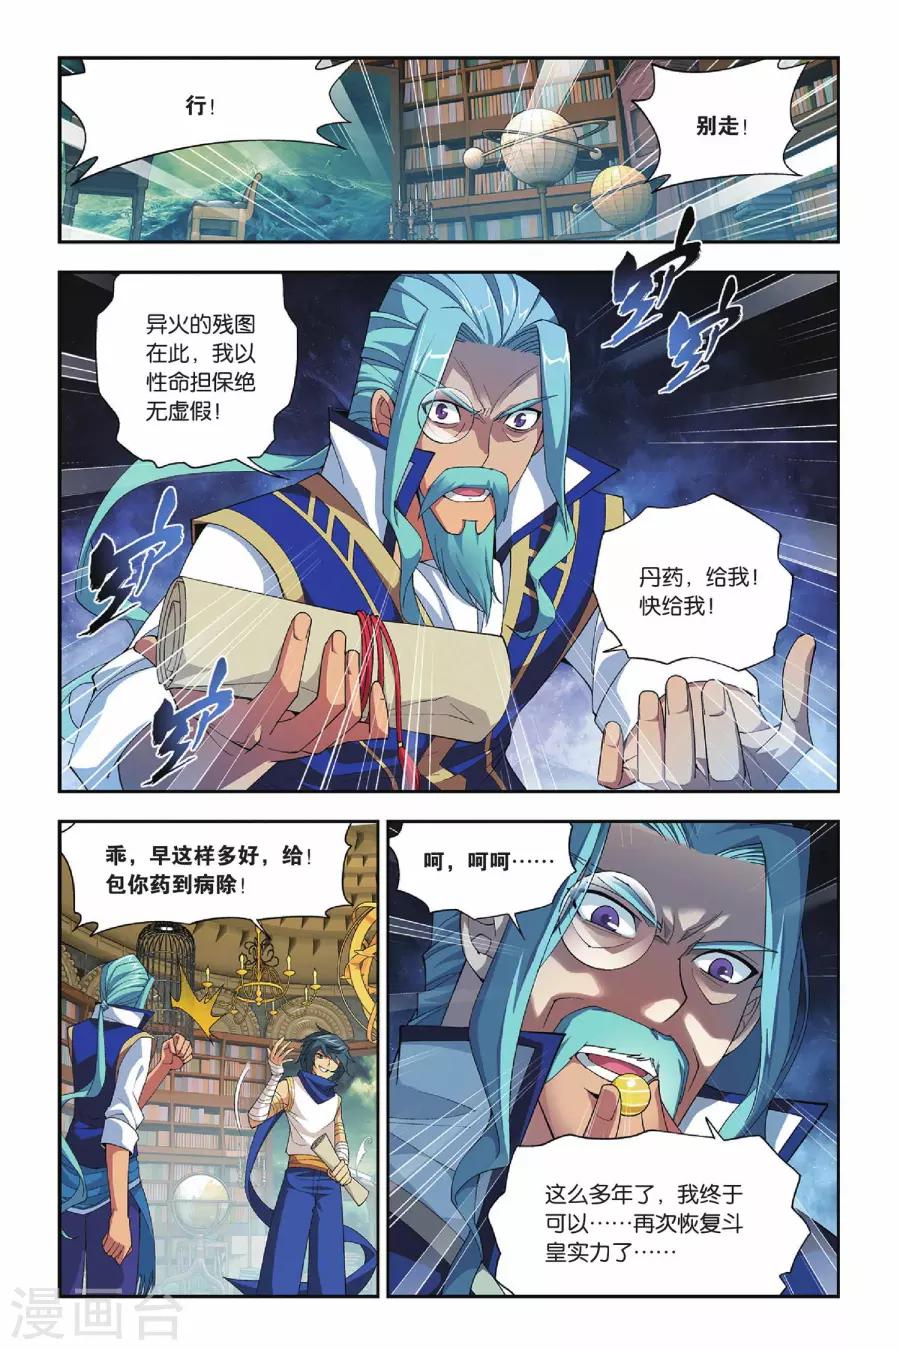 行！
别走！
异火的残图
在此，我以
性命担保绝
无虚假！
丹药，给我！
快给我！
乖，早这样多好，给！
包你药到病除！
呵，呵呵……
这么多年了，我终于
可以……再次恢复斗
皇实力了……
漫画台